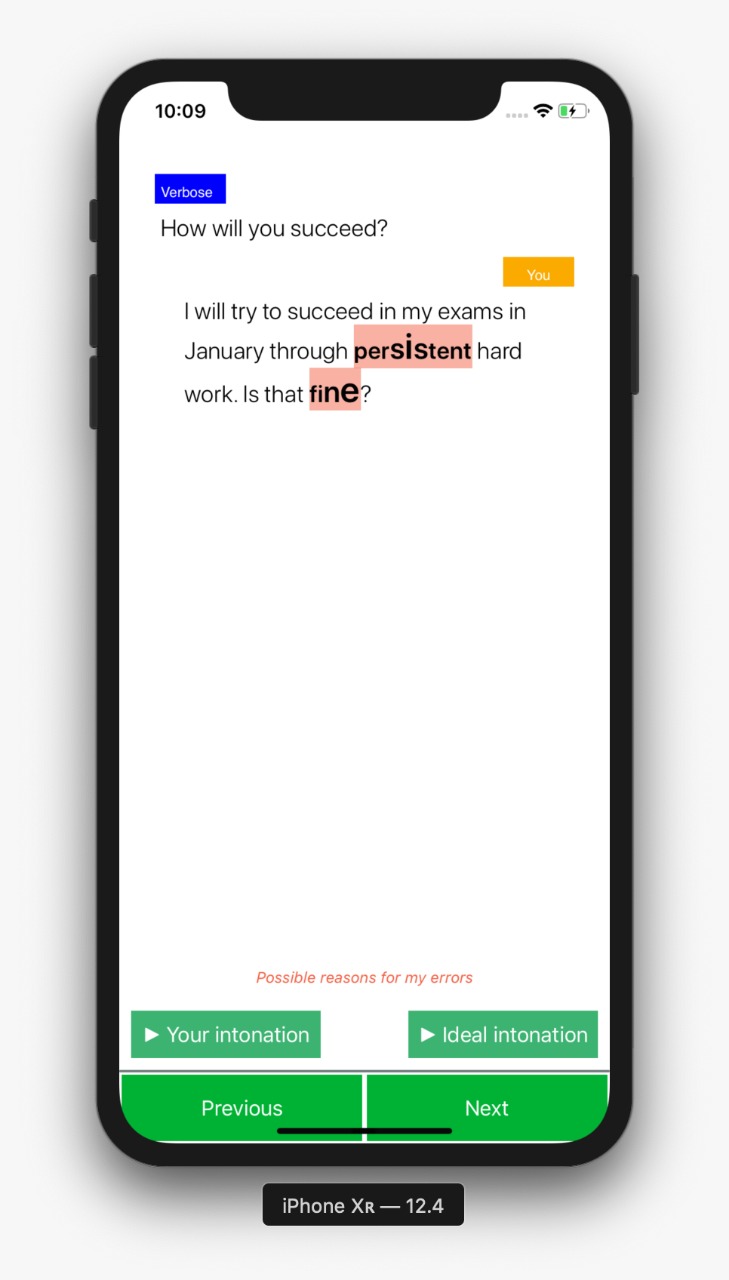 10:09
Verbose
How will you succeed?
You
I will try to succeed in my exams in
January through persistent hard
work. Is that fine?
Possible reasons for my errors
▶ Your intonation
▶ Ideal intonation
Previous
Next
iPhone Xʀ — 12.4